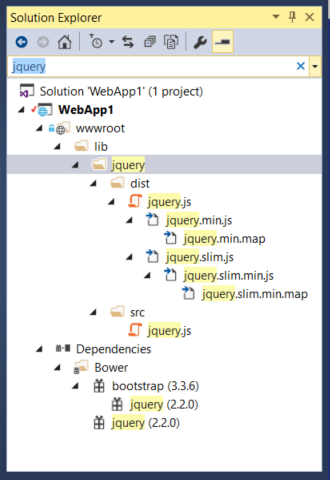 Solution Explorer
jquery
Solution 'WebApp1' (1 project)
WebApp1
wwwroot
lib
jquery
dist
jquery.js
jquery.min.js
jquery.min.map
jquery.slim.js
jquery.slim.min.js
jquery.slim.min.map
src
jquery.js
Dependencies
Bower
bootstrap (3.3.6)
jquery (2.2.0)
jquery (2.2.0)